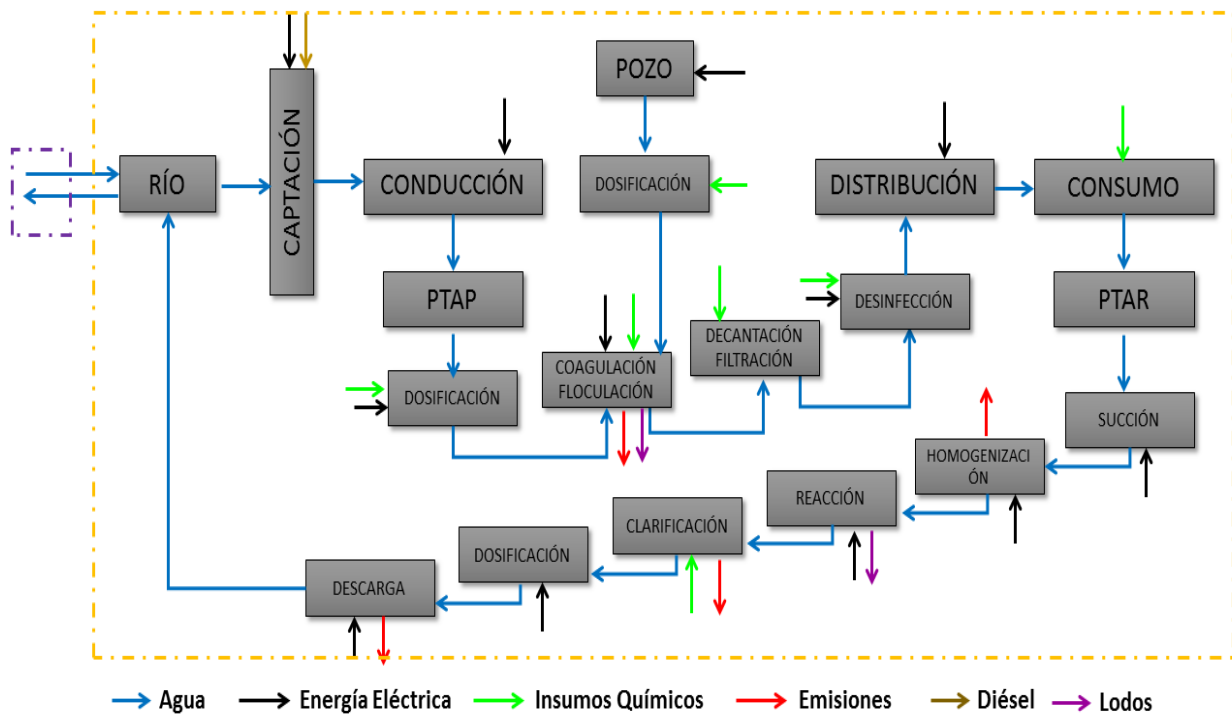 POZO
RÍO
CAPTACIÓN
CONDUCCIÓN
DOSIFICACIÓN
DISTRIBUCIÓN
CONSUMO
PTAP
DESINFECCIÓN
PTAR
DECANTACIÓN
FILTRACIÓN
COAGULACIÓN
FLOCULACIÓN
DOSIFICACIÓN
SUCCIÓN
HOMOGENIZACI
ÓN
REACCIÓN
CLARIFICACIÓN
DOSIFICACIÓN
DESCARGA
Agua
Energía Eléctrica
Insumos Químicos
Emisiones
Diésel
Lodos